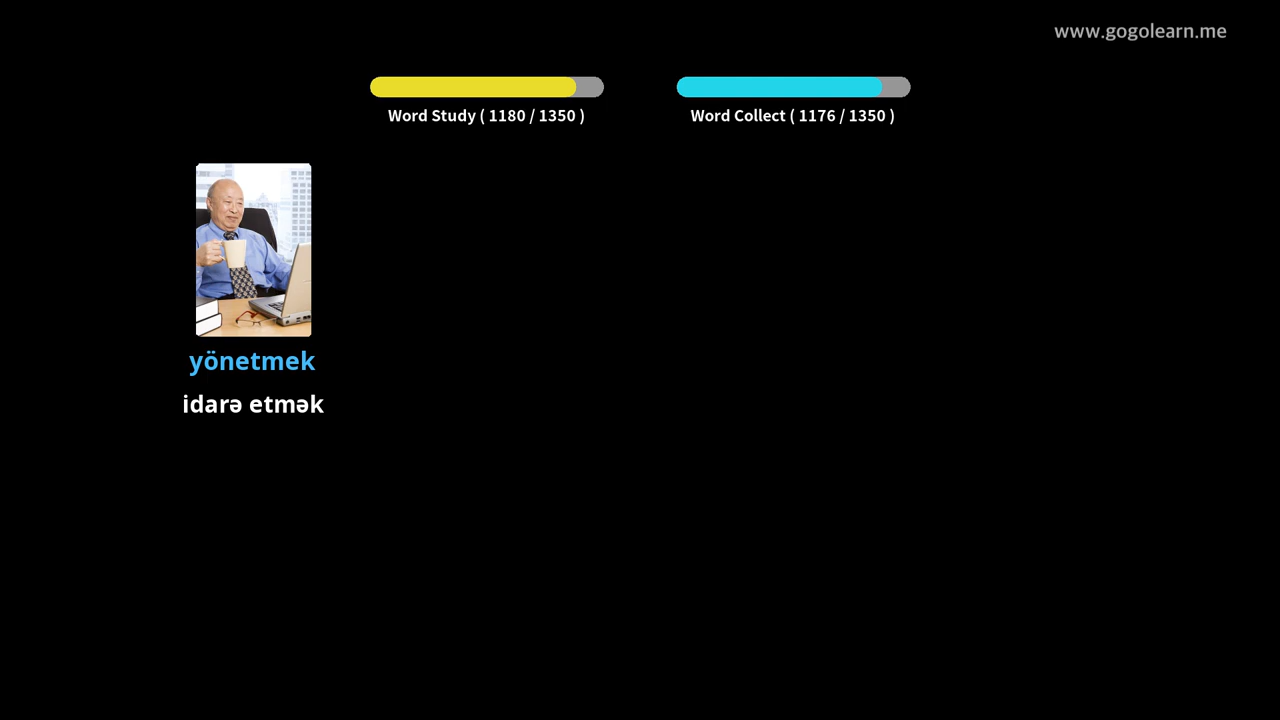 www.gogolearn.me
Word Study ( 1180 / 1350 )
Word Collect ( 1176 / 1350 )
yönetmek
idarə etmək